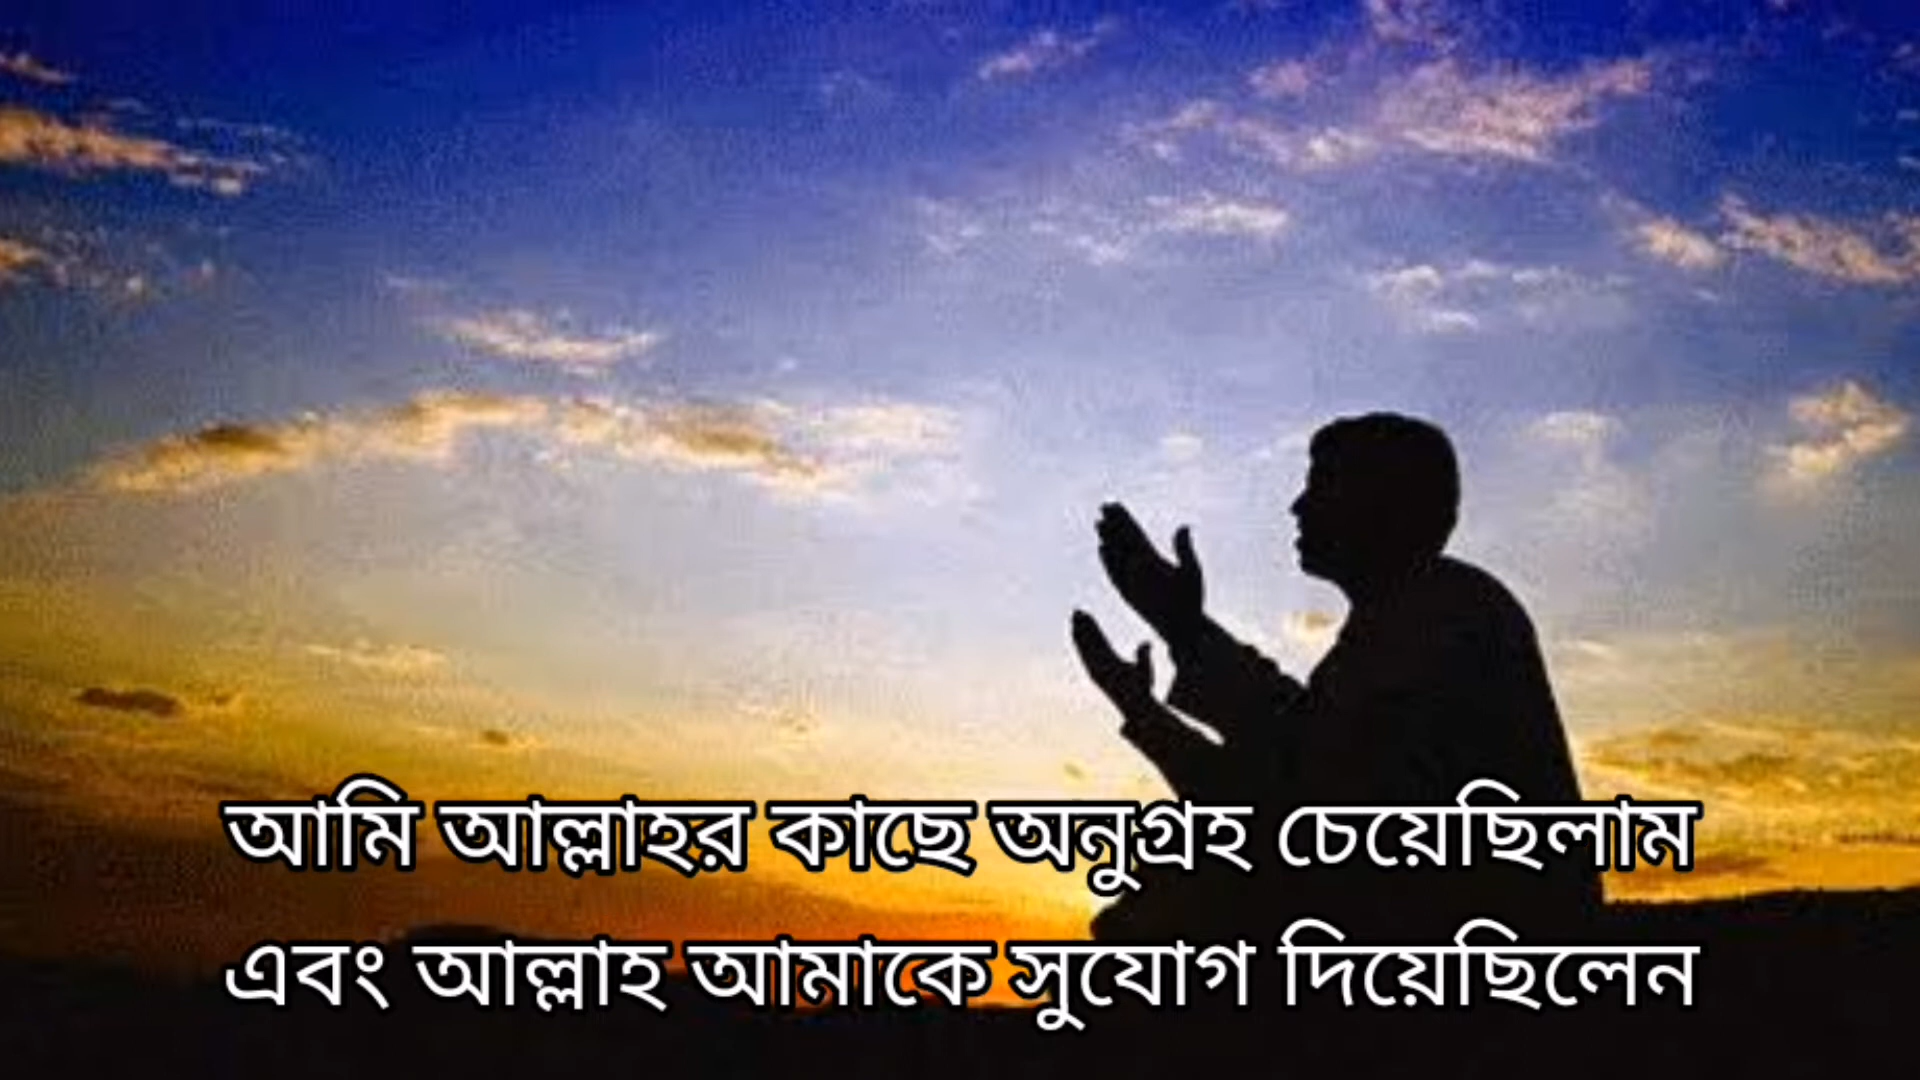 আমি আল্লাহর কাছে অনুগ্রহ চেয়েছিলাম
এবং আল্লাহ আমাকে সুযোগ দিয়েছিলেন